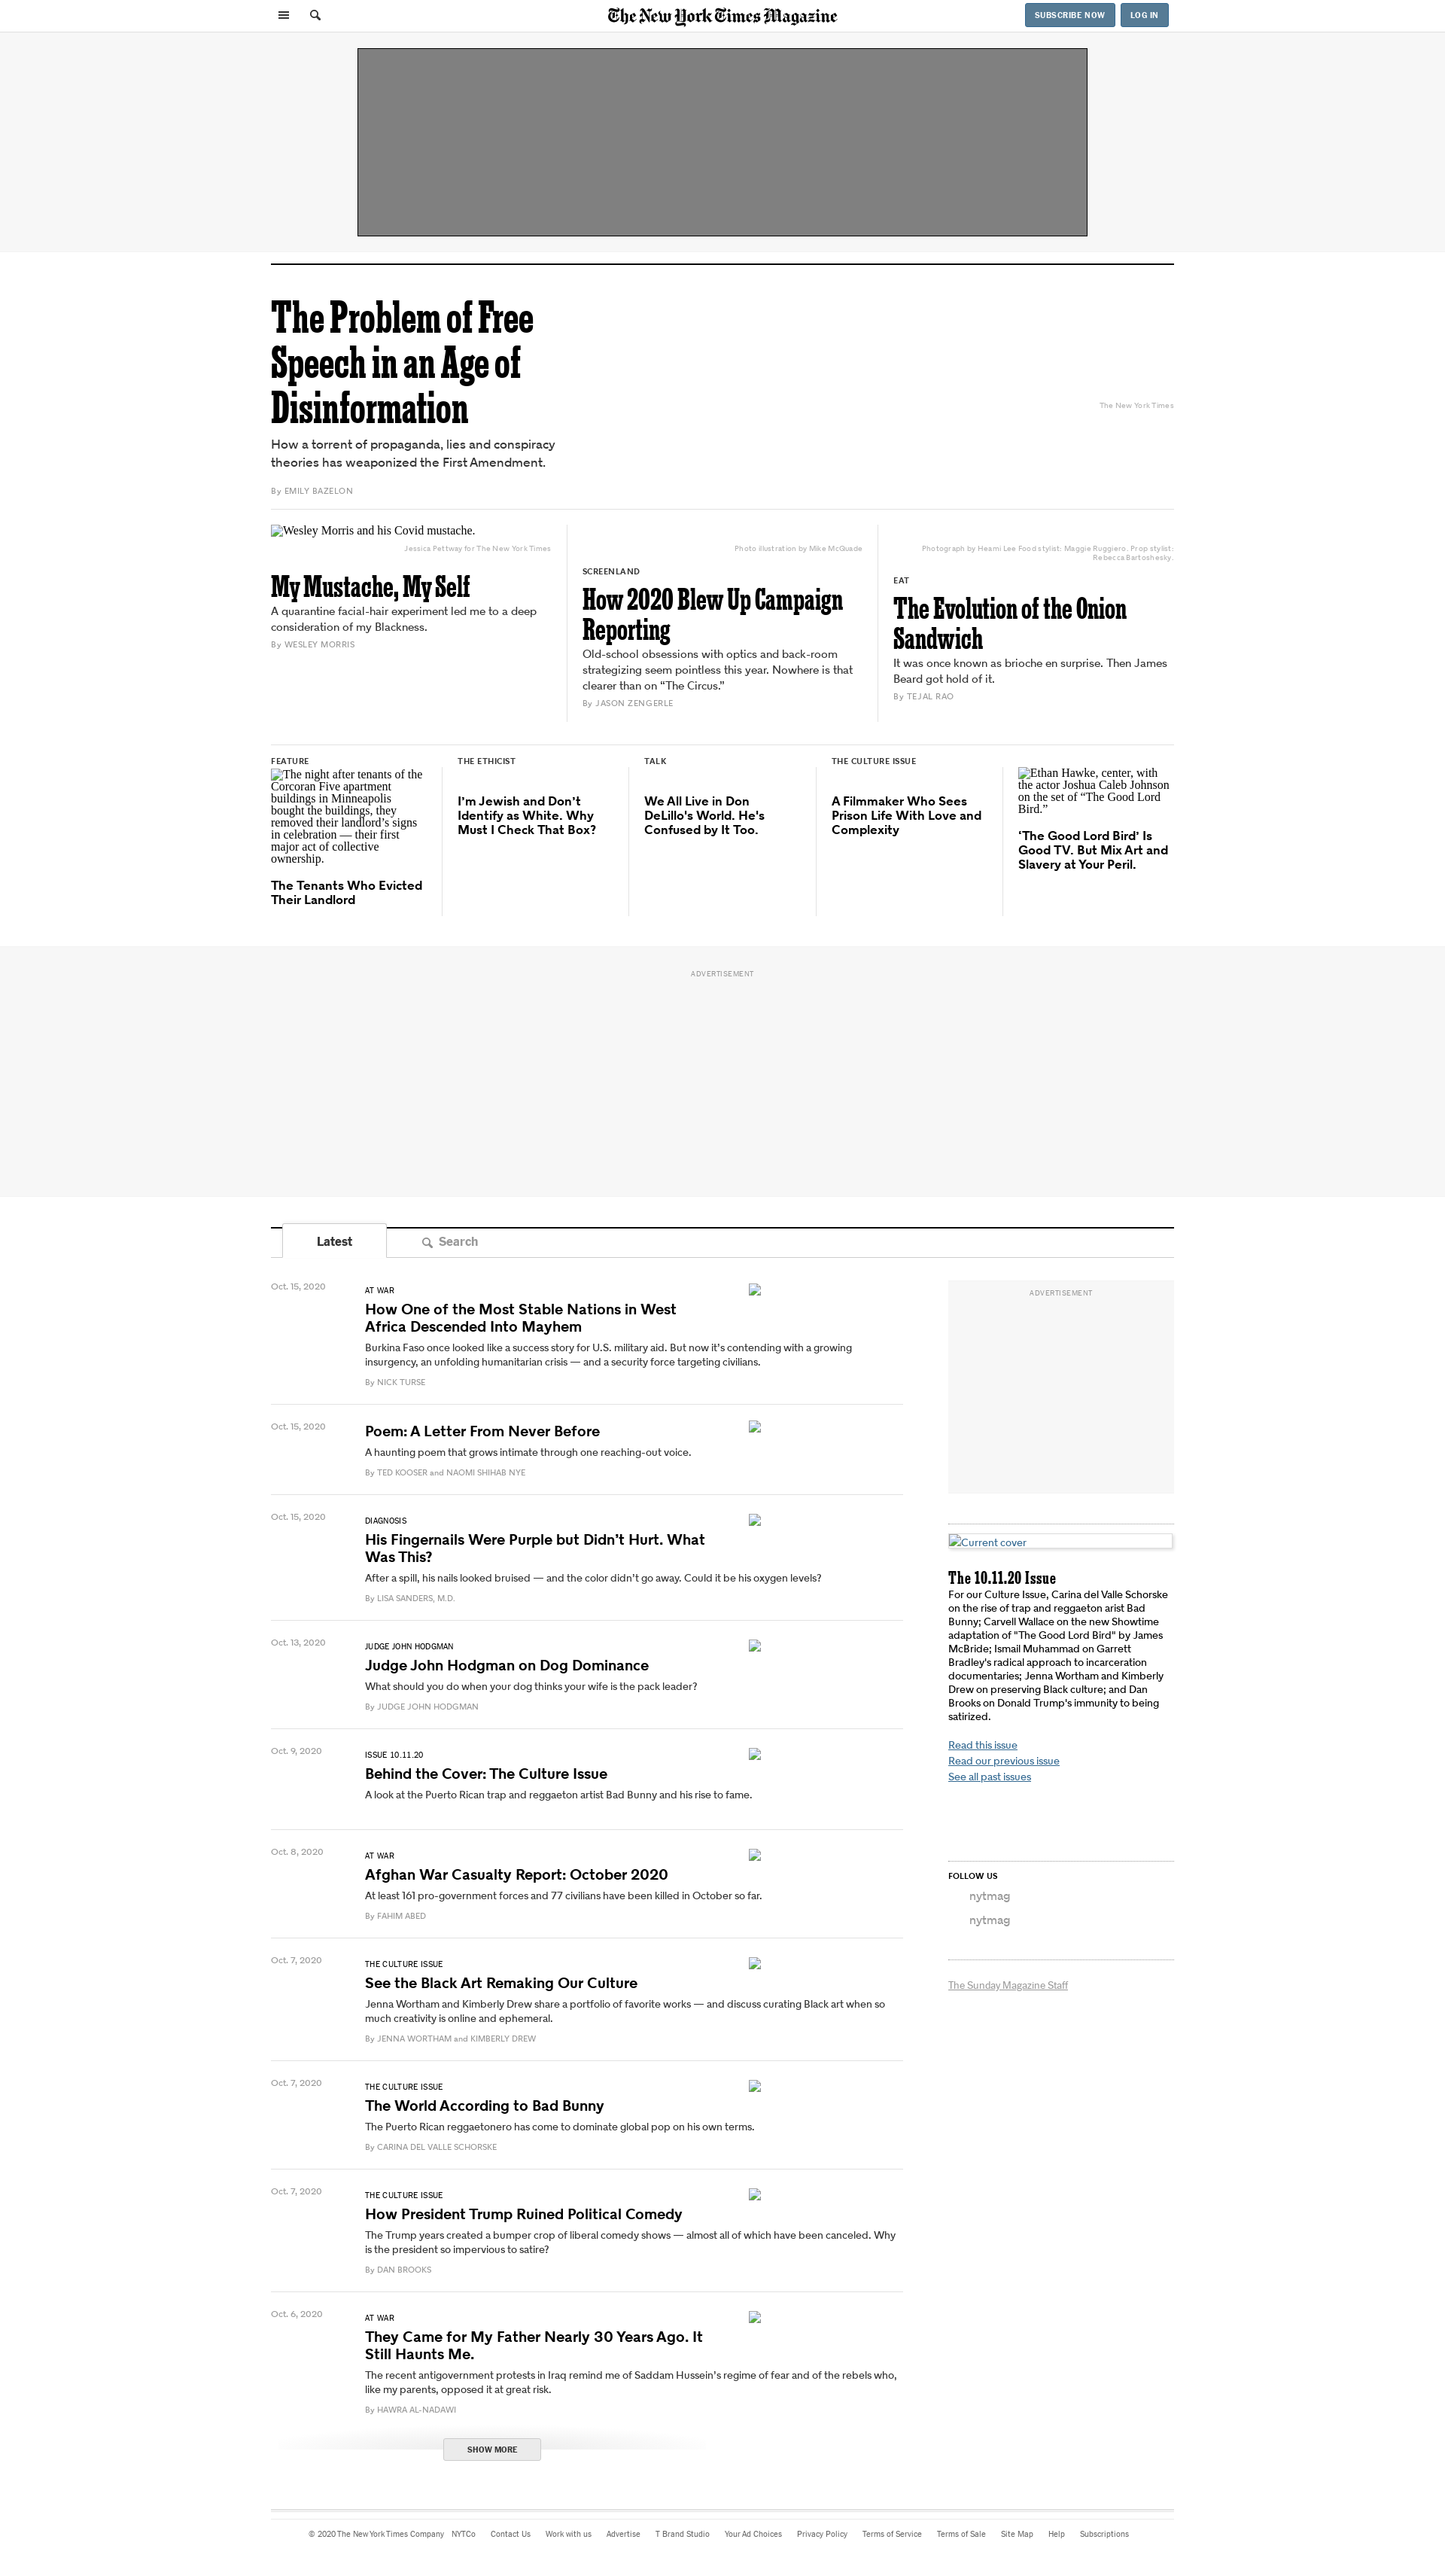 The New York Times Magazine
SUBSCRIBE NOW
LOG IN
The Problem of Free
Speech in an Age of
Disinformation
How a torrent of propaganda, lies and conspiracy
theories has weaponized the First Amendment.
By EMILY BAZELON
The New York Times
Wesley Morris and his Covid mustache.
Jessica Pettway for The New York Times
My Mustache, My Self
A quarantine facial-hair experiment led me to a deep
consideration of my Blackness.
By WESLEY MORRIS
Photo illustration by Mike McQuade
SCREENLAND
How 2020 Blew Up Campaign
Reporting
Old-school obsessions with optics and back-room
strategizing seem pointless this year. Nowhere is that
clearer than on “The Circus.”
By JASON ZENGERLE
Photograph by Heami Lee Food stylist: Maggie Ruggiero. Prop stylist:
Rebecca Bartoshesky.
EAT
The Evolution of the Onion
Sandwich
It was once known as brioche en surprise. Then James
Beard got hold of it.
By TEJAL RAO
FEATURE
The night after tenants of the
Corcoran Five apartment
buildings in Minneapolis
bought the buildings, they
removed their landlord’s signs
in celebration — their first
major act of collective
ownership.
The Tenants Who Evicted
Their Landlord
THE ETHICIST
I’m Jewish and Don’t
Identify as White. Why
Must I Check That Box?
TALK
We All Live in Don
DeLillo's World. He's
Confused by It Too.
THE CULTURE ISSUE
A Filmmaker Who Sees
Prison Life With Love and
Complexity
Ethan Hawke, center, with
the actor Joshua Caleb Johnson
on the set of “The Good Lord
Bird.”
‘The Good Lord Bird’ Is
Good TV. But Mix Art and
Slavery at Your Peril.
ADVERTISEMENT
Latest
Search
Oct. 15, 2020
AT WAR
How One of the Most Stable Nations in West
Africa Descended Into Mayhem
Burkina Faso once looked like a success story for U.S. military aid. But now it’s contending with a growing
insurgency, an unfolding humanitarian crisis — and a security force targeting civilians.
By NICK TURSE
Oct. 15, 2020
Poem: A Letter From Never Before
A haunting poem that grows intimate through one reaching-out voice.
By TED KOOSER and NAOMI SHIHAB NYE
Oct. 15, 2020
DIAGNOSIS
His Fingernails Were Purple but Didn’t Hurt. What
Was This?
After a spill, his nails looked bruised — and the color didn’t go away. Could it be his oxygen levels?
By LISA SANDERS, M.D.
Oct. 13, 2020
JUDGE JOHN HODGMAN
Judge John Hodgman on Dog Dominance
What should you do when your dog thinks your wife is the pack leader?
By JUDGE JOHN HODGMAN
Oct. 9, 2020
ISSUE 10.11.20
Behind the Cover: The Culture Issue
A look at the Puerto Rican trap and reggaeton artist Bad Bunny and his rise to fame.
Oct. 8, 2020
AT WAR
Afghan War Casualty Report: October 2020
At least 161 pro-government forces and 77 civilians have been killed in October so far.
By FAHIM ABED
Oct. 7, 2020
THE CULTURE ISSUE
See the Black Art Remaking Our Culture
Jenna Wortham and Kimberly Drew share a portfolio of favorite works — and discuss curating Black art when so
much creativity is online and ephemeral.
By JENNA WORTHAM and KIMBERLY DREW
Oct. 7, 2020
THE CULTURE ISSUE
The World According to Bad Bunny
The Puerto Rican reggaetonero has come to dominate global pop on his own terms.
By CARINA DEL VALLE SCHORSKE
Oct. 7, 2020
THE CULTURE ISSUE
How President Trump Ruined Political Comedy
The Trump years created a bumper crop of liberal comedy shows — almost all of which have been canceled. Why
is the president so impervious to satire?
By DAN BROOKS
Oct. 6, 2020
AT WAR
They Came for My Father Nearly 30 Years Ago. It
Still Haunts Me.
The recent antigovernment protests in Iraq remind me of Saddam Hussein’s regime of fear and of the rebels who,
like my parents, opposed it at great risk.
By HAWRA AL-NADAWI
SHOW MORE
ADVERTISEMENT
Current cover
The 10.11.20 Issue
For our Culture Issue, Carina del Valle Schorske
on the rise of trap and reggaeton arist Bad
Bunny; Carvell Wallace on the new Showtime
adaptation of "The Good Lord Bird" by James
McBride; Ismail Muhammad on Garrett
Bradley's radical approach to incarceration
documentaries; Jenna Wortham and Kimberly
Drew on preserving Black culture; and Dan
Brooks on Donald Trump's immunity to being
satirized.
Read this issue
Read our previous issue
See all past issues
FOLLOW US
nytmag
nytmag
The Sunday Magazine Staff
© 2020 The New York Times Company NYTCo Contact Us Work with us Advertise T Brand Studio Your Ad Choices Privacy Policy Terms of Service Terms of Sale Site Map Help Subscriptions